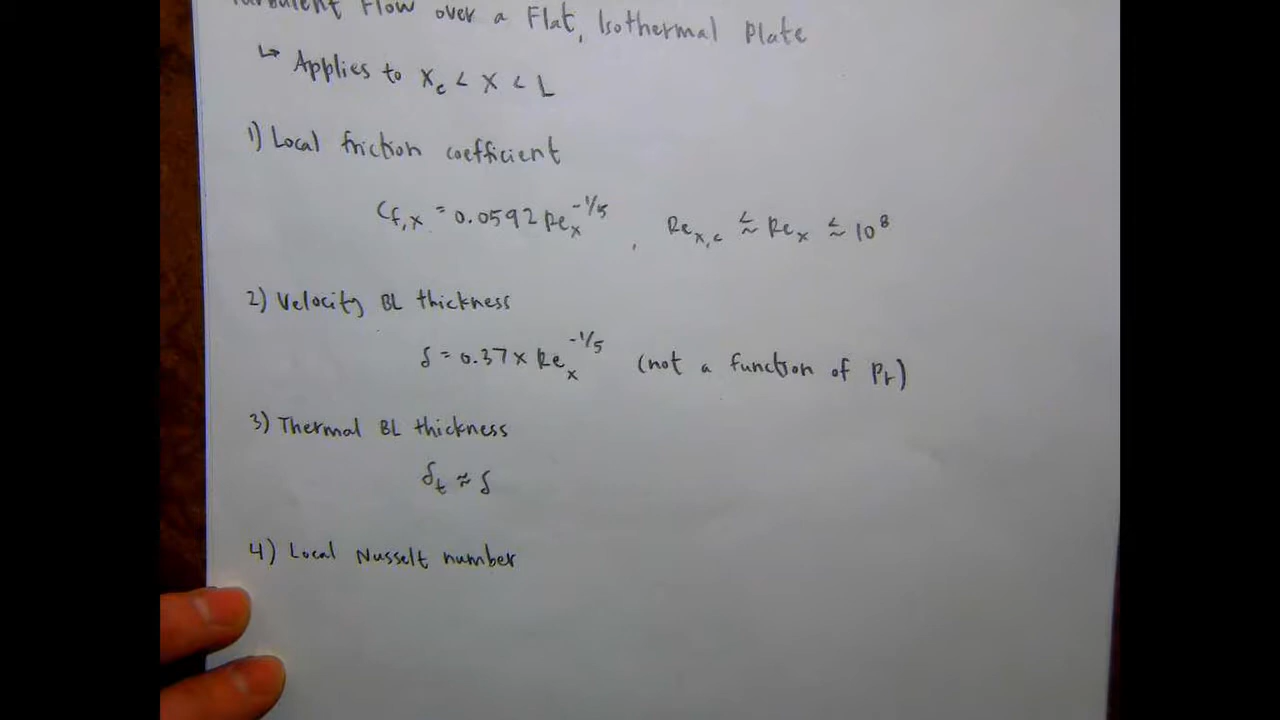 Turbulent Flow over a Flat, Isothermal Plate
↳ Applies to x_c < x < L
1) Local friction coefficient
C_f,x = 0.0592 Re_x^-1/5 , Re_x,c ≲ Re_x ≲ 10^8
2) Velocity BL thickness
δ = 0.37 x Re_x^-1/5 (not a function of Pr)
3) Thermal BL thickness
δ_t ≈ δ
4) Local Nusselt number